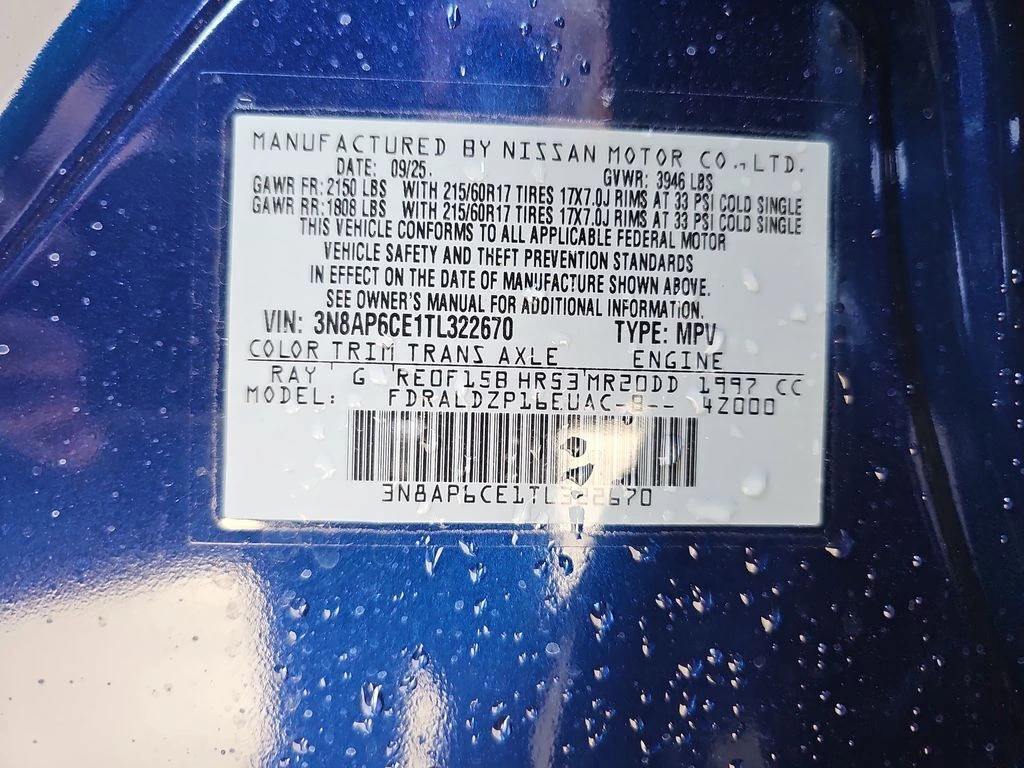 MANUFACTURED BY NISSAN MOTOR CO., LTD.
DATE: 09/25. GVWR: 3946 LBS
GAWR FR: 2150 LBS WITH 215/60R17 TIRES 17X7.0J RIMS AT 33 PSI COLD SINGLE
GAWR RR: 1808 LBS WITH 215/60R17 TIRES 17X7.0J RIMS AT 33 PSI COLD SINGLE
THIS VEHICLE CONFORMS TO ALL APPLICABLE FEDERAL MOTOR
VEHICLE SAFETY AND THEFT PREVENTION STANDARDS
IN EFFECT ON THE DATE OF MANUFACTURE SHOWN ABOVE.
SEE OWNER'S MANUAL FOR ADDITIONAL INFORMATION.
VIN: 3N8AP6CE1TL322670 TYPE: MPV
COLOR TRIM TRANS AXLE ENGINE
RAY G RE0F15B HR53 MR20DD 1997 CC
MODEL: FDRALDZP16EUAC-B-- 4Z000
3N8AP6CE1TL322670